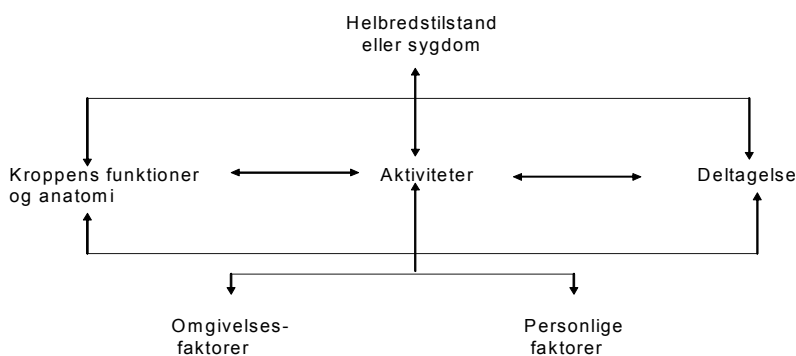 Helbredstilstand
eller sygdom
Kroppens funktioner
og anatomi
Aktiviteter
Deltagelse
Omgivelses-
faktorer
Personlige
faktorer